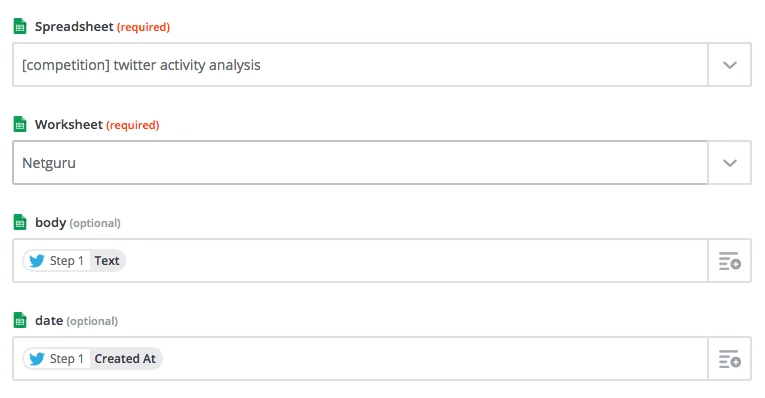 Spreadsheet (required)
[competition] twitter activity analysis
Worksheet (required)
Netguru
body (optional)
Step 1 Text
date (optional)
Step 1 Created At